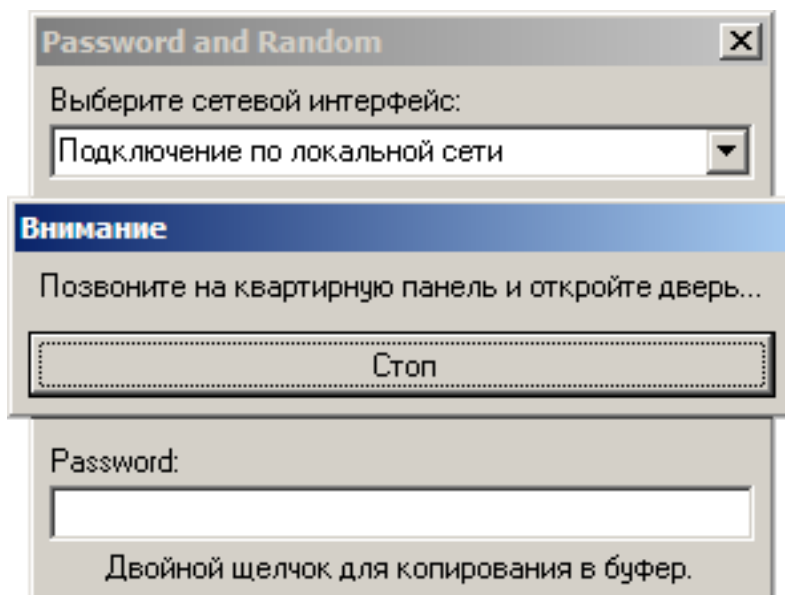 Password and Random
Выберите сетевой интерфейс:
Подключение по локальной сети
Внимание
Позвоните на квартирную панель и откройте дверь...
Стоп
Password:
Двойной щелчок для копирования в буфер.